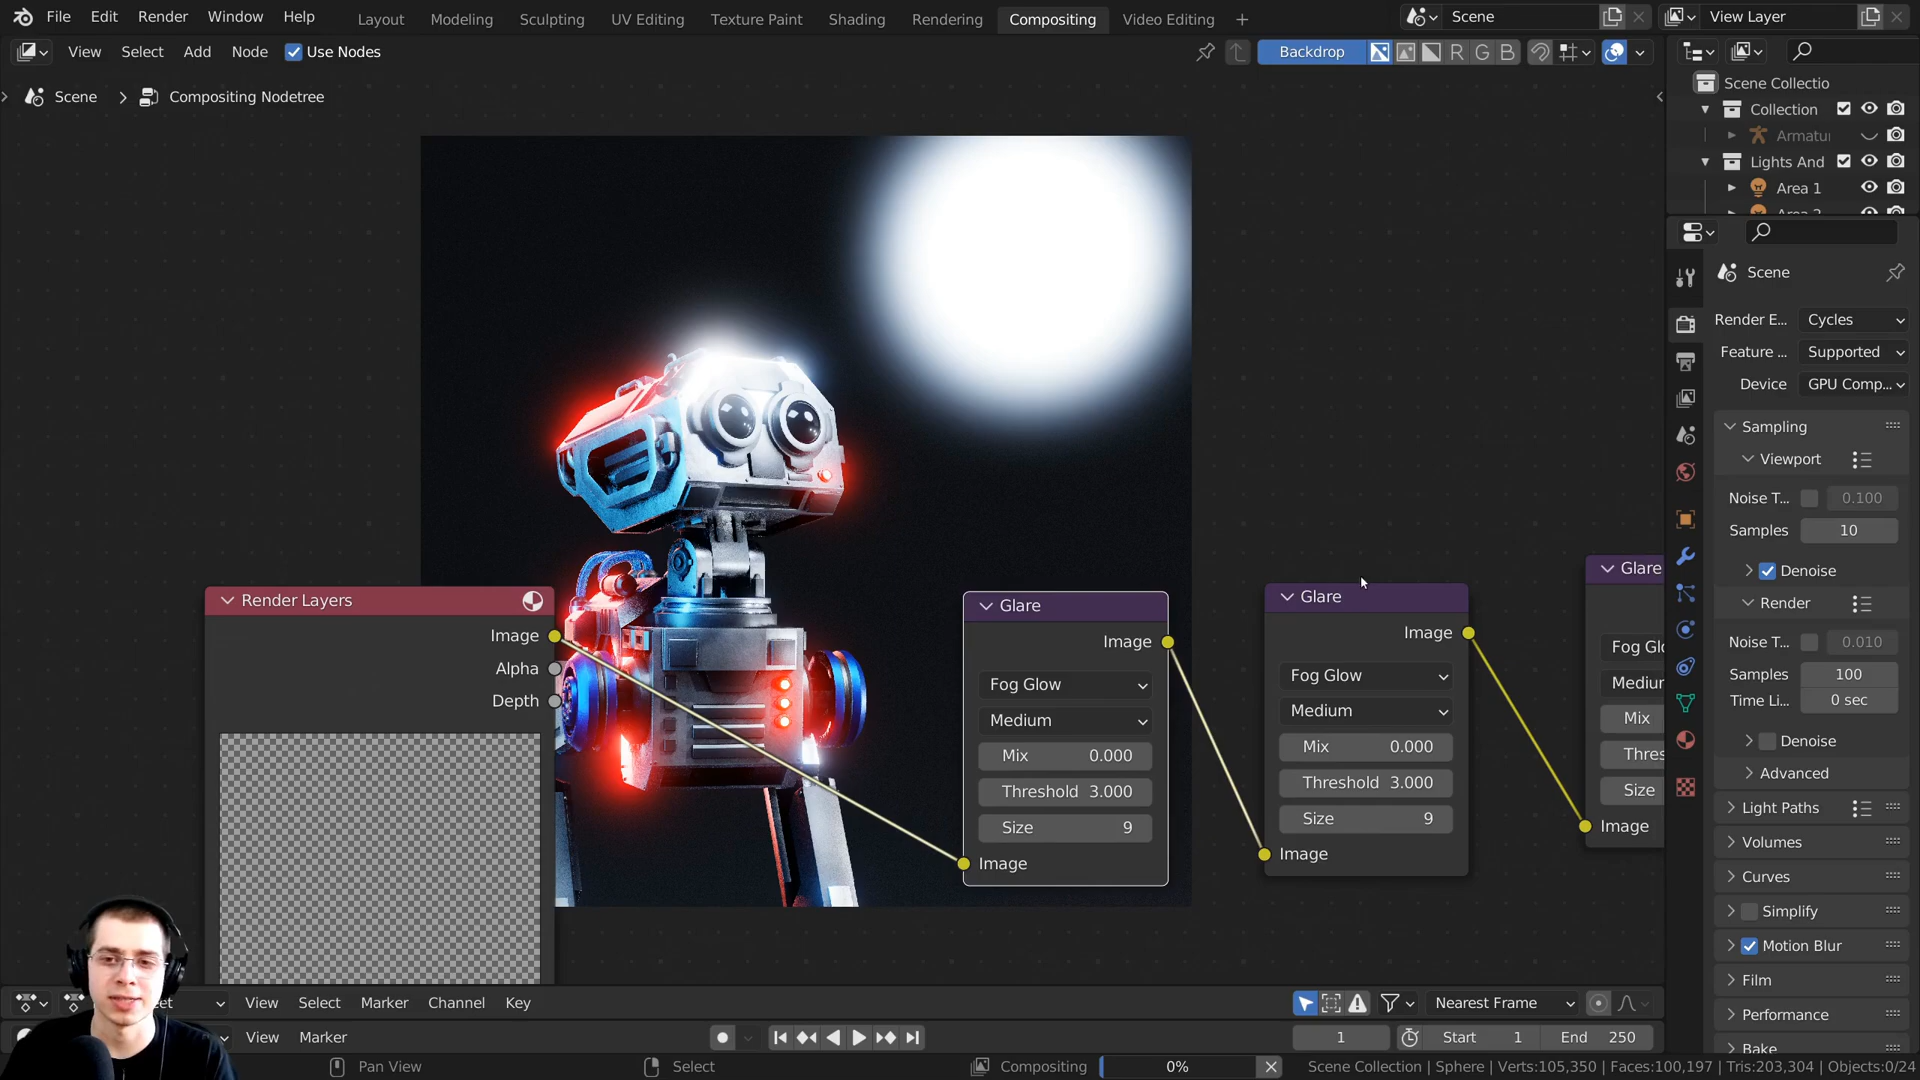 File Edit Render Window Help Layout Modeling Sculpting UV Editing Texture Paint Shading Rendering Compositing Video Editing Scene View Layer
View Select Add Node Use Nodes Backdrop R G B
Scene Compositing Nodetree
Scene Collectio
Collection
Armatur
Lights And
Area 1
Scene
Render E... Cycles
Feature ... Supported
Device GPU Comp...
Sampling
Viewport
Noise T... 0.100
Samples 10
Denoise
Render
Noise T... 0.010
Samples 100
Time Li... 0 sec
Denoise
Advanced
Light Paths
Volumes
Curves
Simplify
Motion Blur
Film
Performance
Bake
Render Layers
Image
Alpha
Depth
Glare
Image
Fog Glow
Medium
Mix 0.000
Threshold 3.000
Size 9
Image
Glare
Image
Fog Glow
Medium
Mix 0.000
Threshold 3.000
Size 9
Image
Glare
Fog Gl
Mediur
Mix
Thres
Size
Image
View Select Marker Channel Key Nearest Frame
View Marker 1 Start 1 End 250
Pan View Select Compositing 0% Scene Collection | Sphere | Verts:105,350 | Faces:100,197 | Tris:203,304 | Objects:0/24